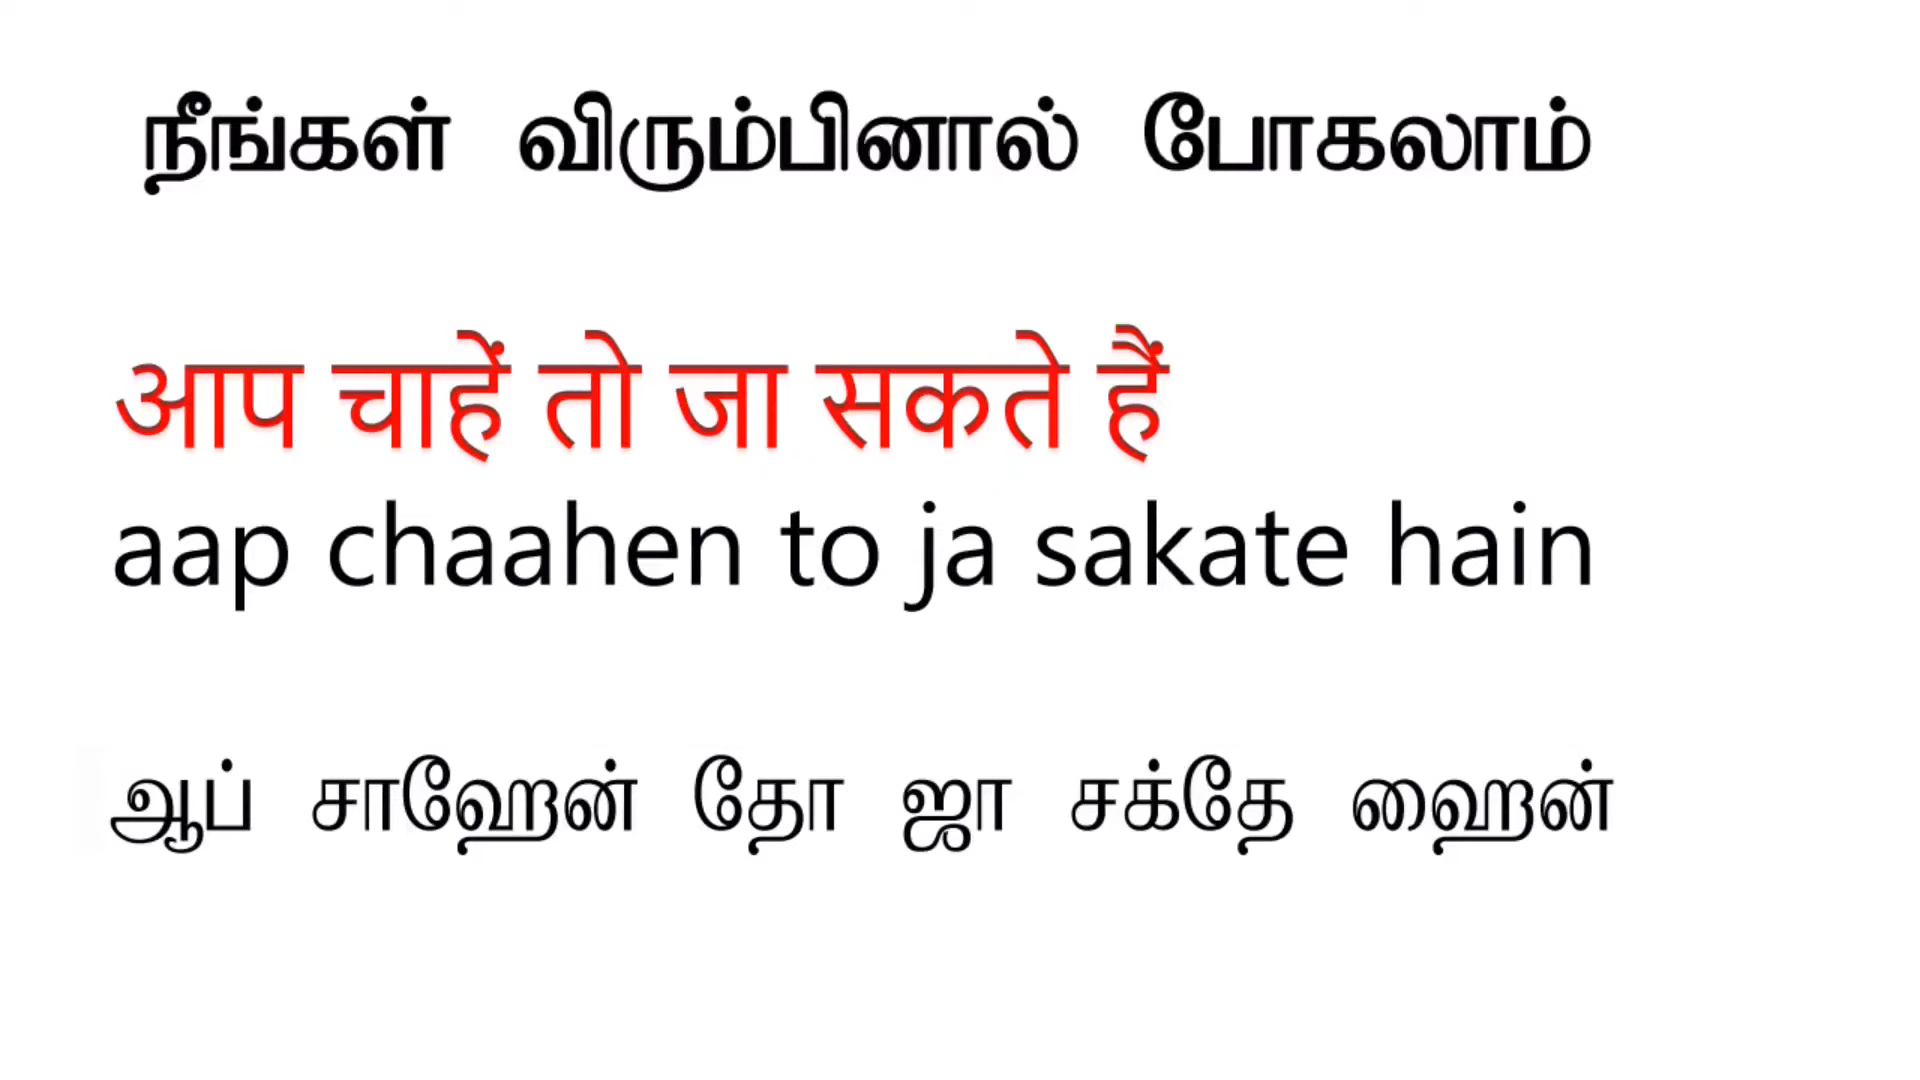 நீங்கள் விரும்பினால் போகலாம்
आप चाहें तो जा सकते हैं
aap chaahen to ja sakate hain
ஆப் சாஹேன் தோ ஜா சக்தே ஹைன்